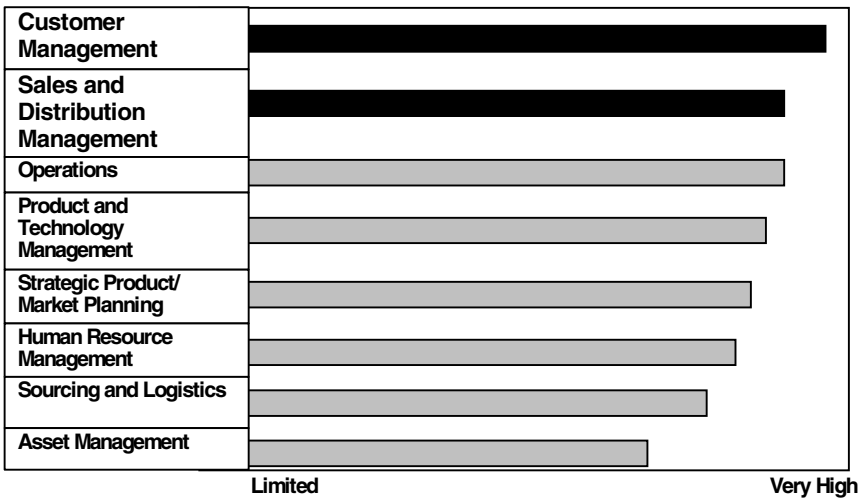 Customer
Management
Sales and
Distribution
Management
Operations
Product and
Technology
Management
Strategic Product/
Market Planning
Human Resource
Management
Sourcing and Logistics
Asset Management
Limited
Very High